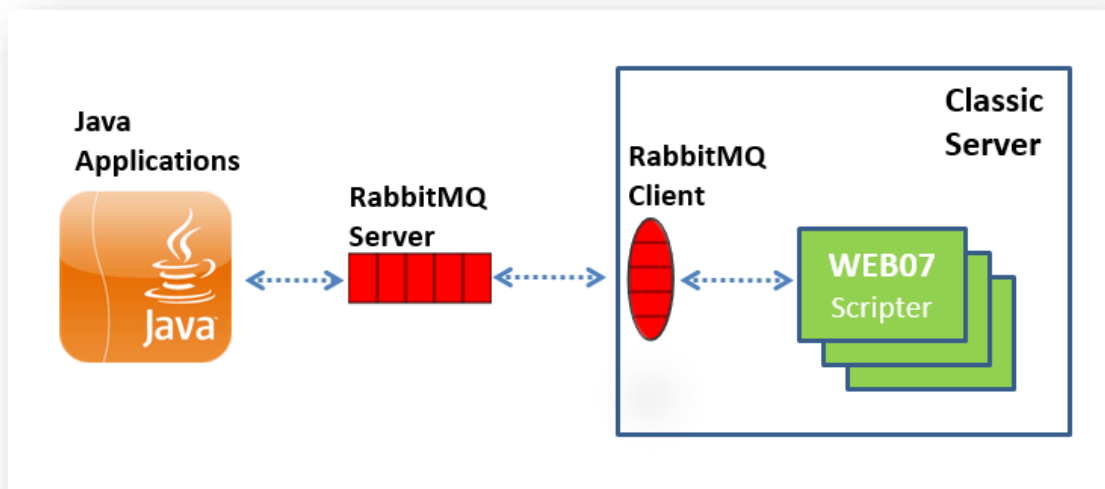 Java
Applications
Java
RabbitMQ
Server
RabbitMQ
Client
Classic
Server
WEB07
Scripter